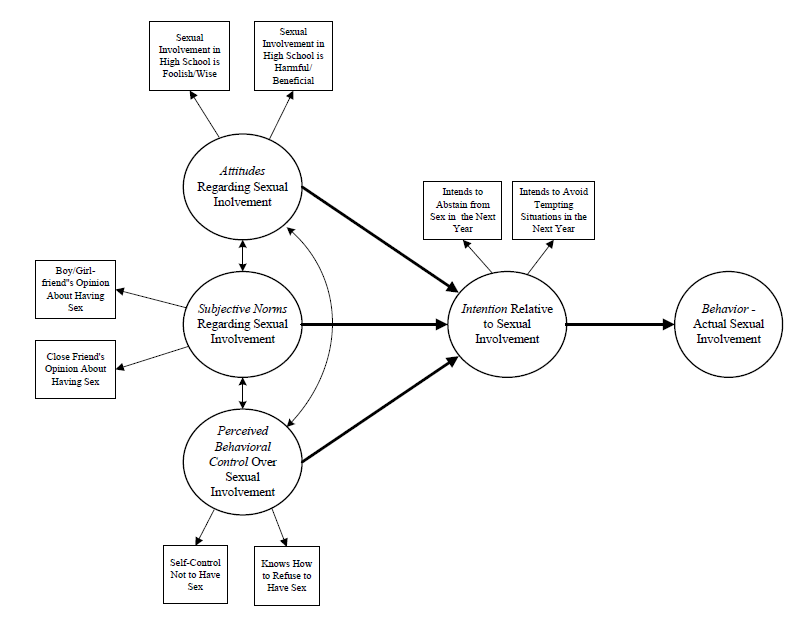 Sexual
Involvement in
High School is
Foolish/Wise
Sexual
Involvement in
High School is
Harmful/
Beneficial
Attitudes
Regarding Sexual
Inolvement
Intends to
Abstain from
Sex in the Next
Year
Intends to Avoid
Tempting
Situations in the
Next Year
Boy/Girl-
friend"s Opinion
About Having
Sex
Subjective Norms
Regarding Sexual
Involvement
Intention Relative
to Sexual
Involvement
Behavior -
Actual Sexual
Involvement
Close Friend's
Opinion About
Having Sex
Perceived
Behavioral
Control Over
Sexual
Involvement
Self-Control
Not to Have
Sex
Knows How
to Refuse to
Have Sex